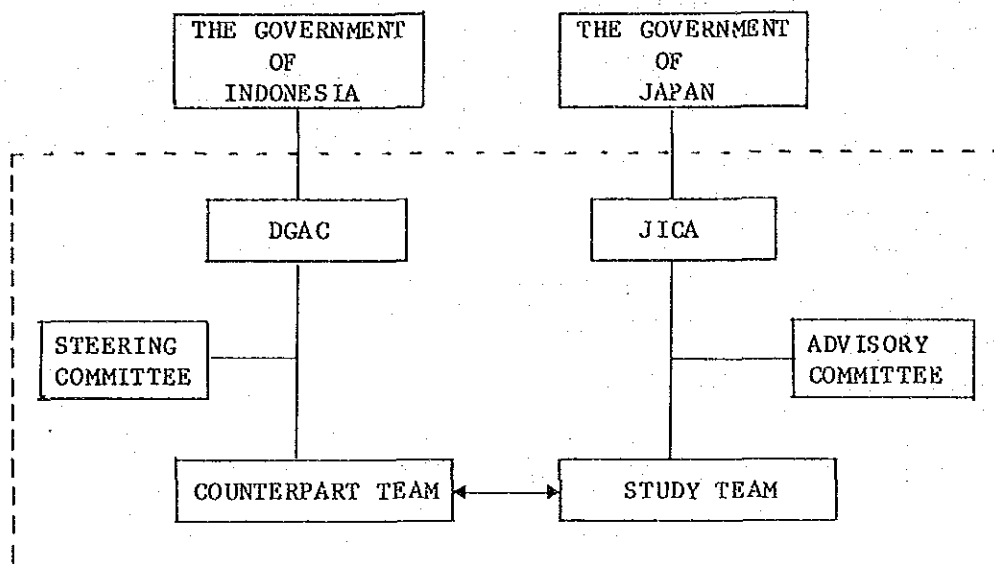 THE GOVERNMENT
OF
INDONESIA
THE GOVERNMENT
OF
JAPAN
DGAC
JICA
STEERING
COMMITTEE
ADVISORY
COMMITTEE
COUNTERPART TEAM
STUDY TEAM